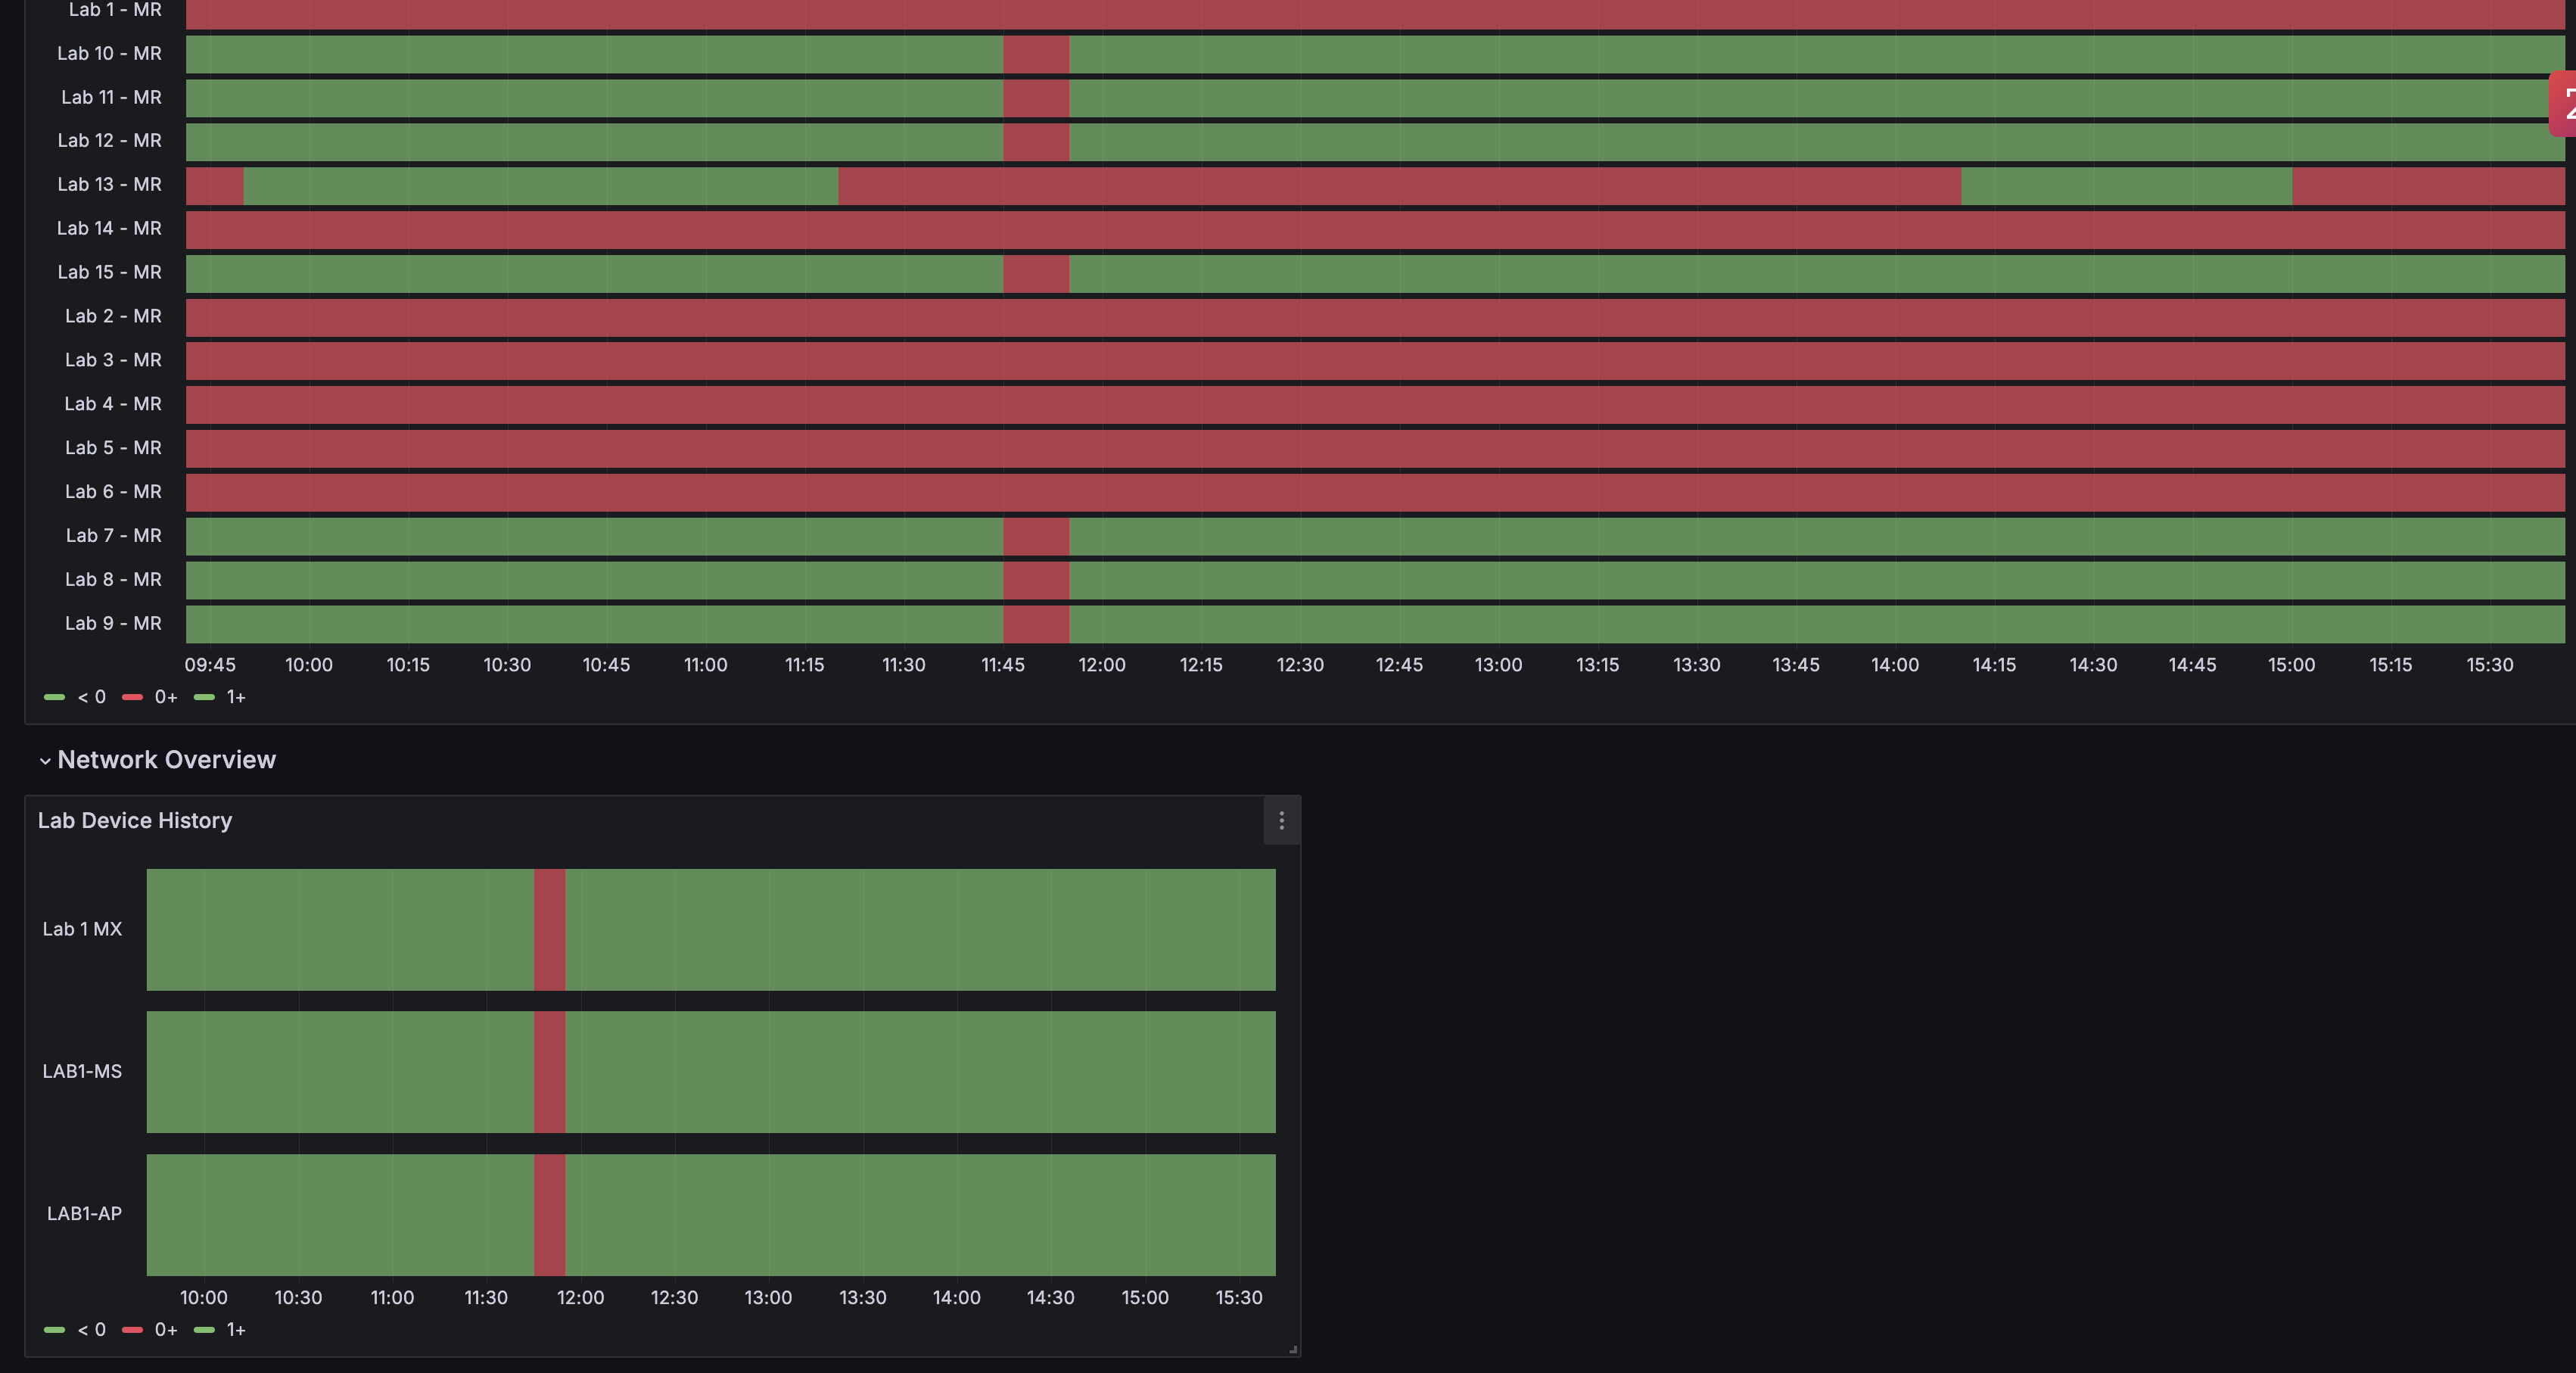 Lab 1 - MR
Lab 10 - MR
Lab 11 - MR
Lab 12 - MR
Lab 13 - MR
Lab 14 - MR
Lab 15 - MR
Lab 2 - MR
Lab 3 - MR
Lab 4 - MR
Lab 5 - MR
Lab 6 - MR
Lab 7 - MR
Lab 8 - MR
Lab 9 - MR
09:45 10:00 10:15 10:30 10:45 11:00 11:15 11:30 11:45 12:00 12:15 12:30 12:45 13:00 13:15 13:30 13:45 14:00 14:15 14:30 14:45 15:00 15:15 15:30
< 0 0+ 1+
Network Overview
Lab Device History
Lab 1 MX
LAB1-MS
LAB1-AP
10:00 10:30 11:00 11:30 12:00 12:30 13:00 13:30 14:00 14:30 15:00 15:30
< 0 0+ 1+